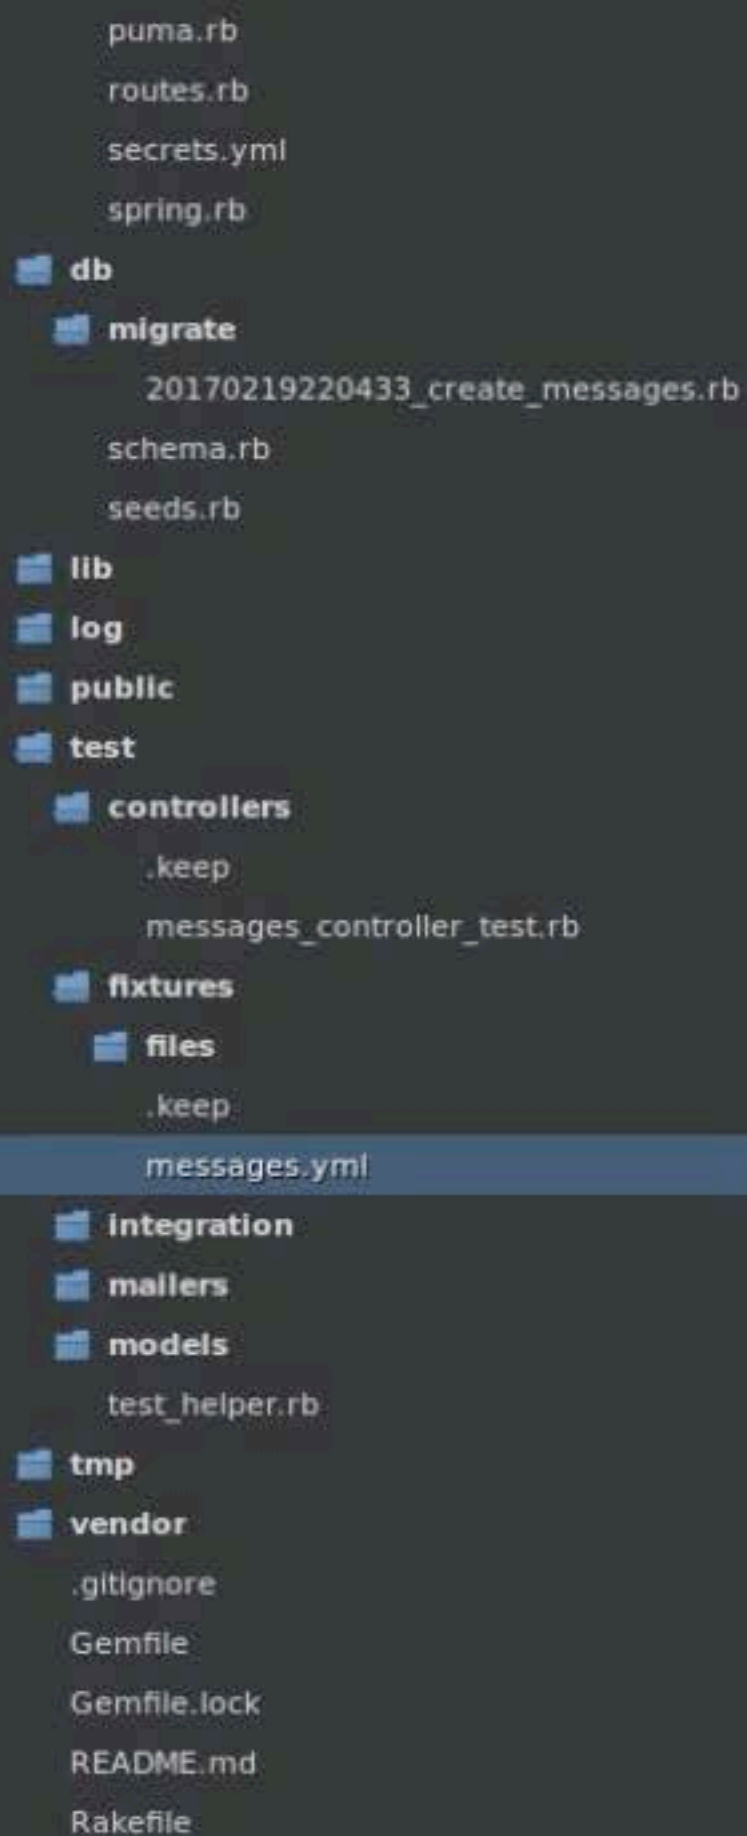 puma.rb
routes.rb
secrets.yml
spring.rb
db
migrate
20170219220433_create_messages.rb
schema.rb
seeds.rb
lib
log
public
test
controllers
.keep
messages_controller_test.rb
fixtures
files
.keep
messages.yml
integration
mailers
models
test_helper.rb
tmp
vendor
.gitignore
Gemfile
Gemfile.lock
README.md
Rakefile